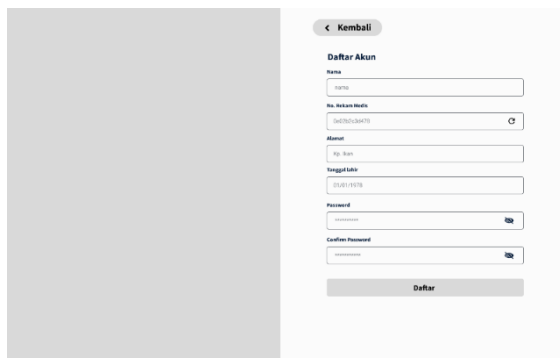 Kembali
Daftar Akun
Nama
nama
No. Rekam Medis
Alamat
Kp. Ikan
Tanggal lahir
01/01/1978
Password
**********
Confirm Password
**********
Daftar